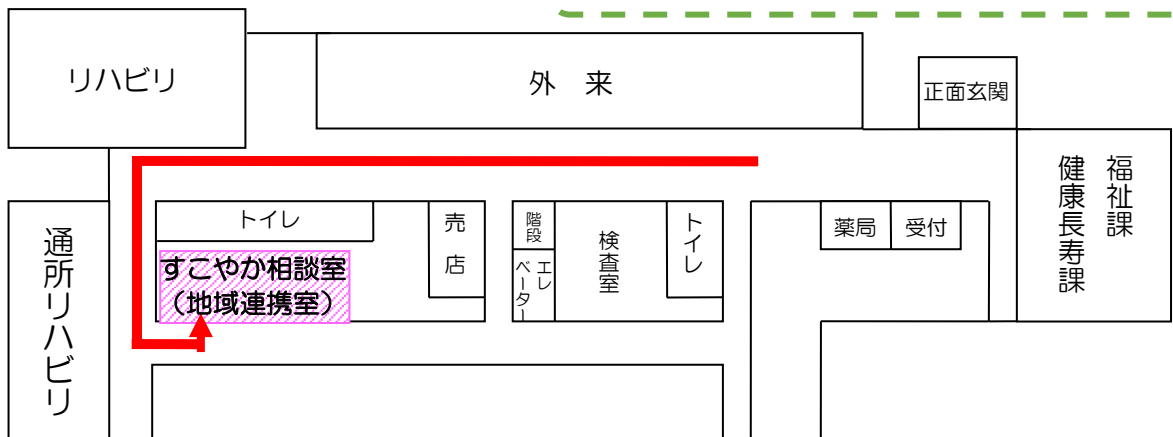 リハビリ
外 来
正面玄関
福祉課
健康長寿課
通所リハビリ
トイレ
すこやか相談室
（地域連携室）
売店
階段
エレベーター
検査室
トイレ
薬局
受付